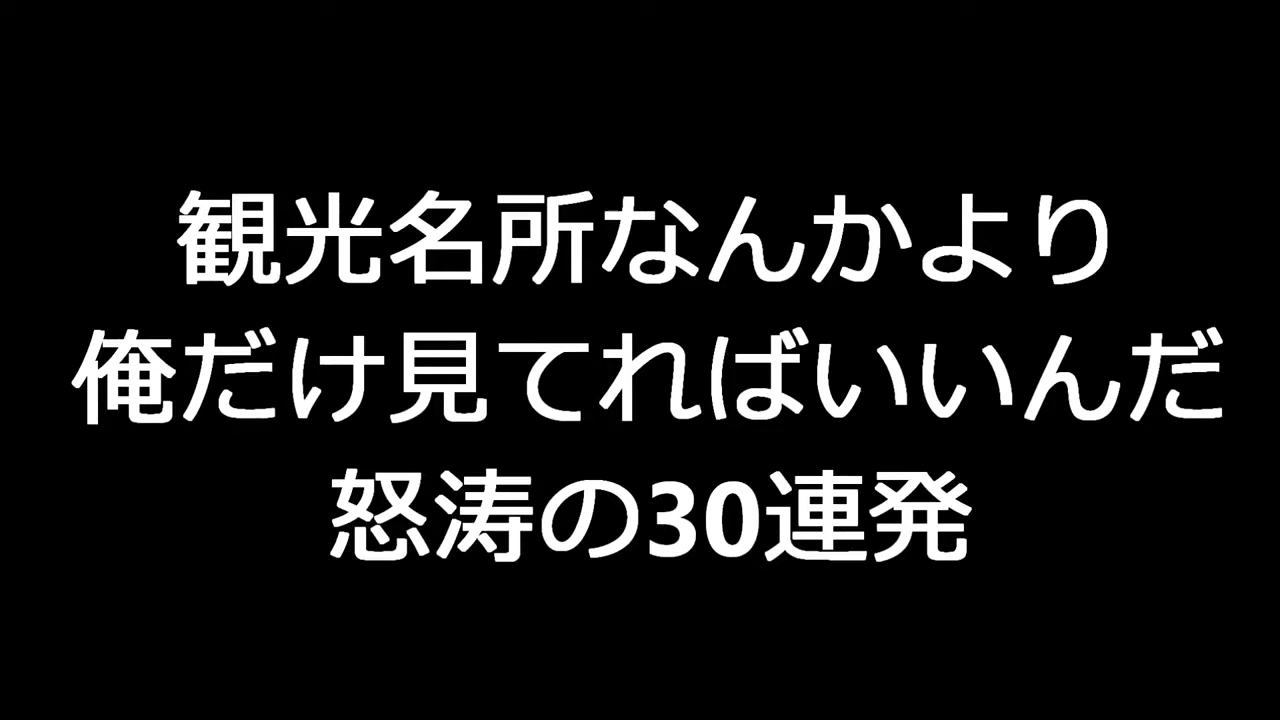 観光名所なんかより
俺だけ見てればいいんだ
怒涛の30連発